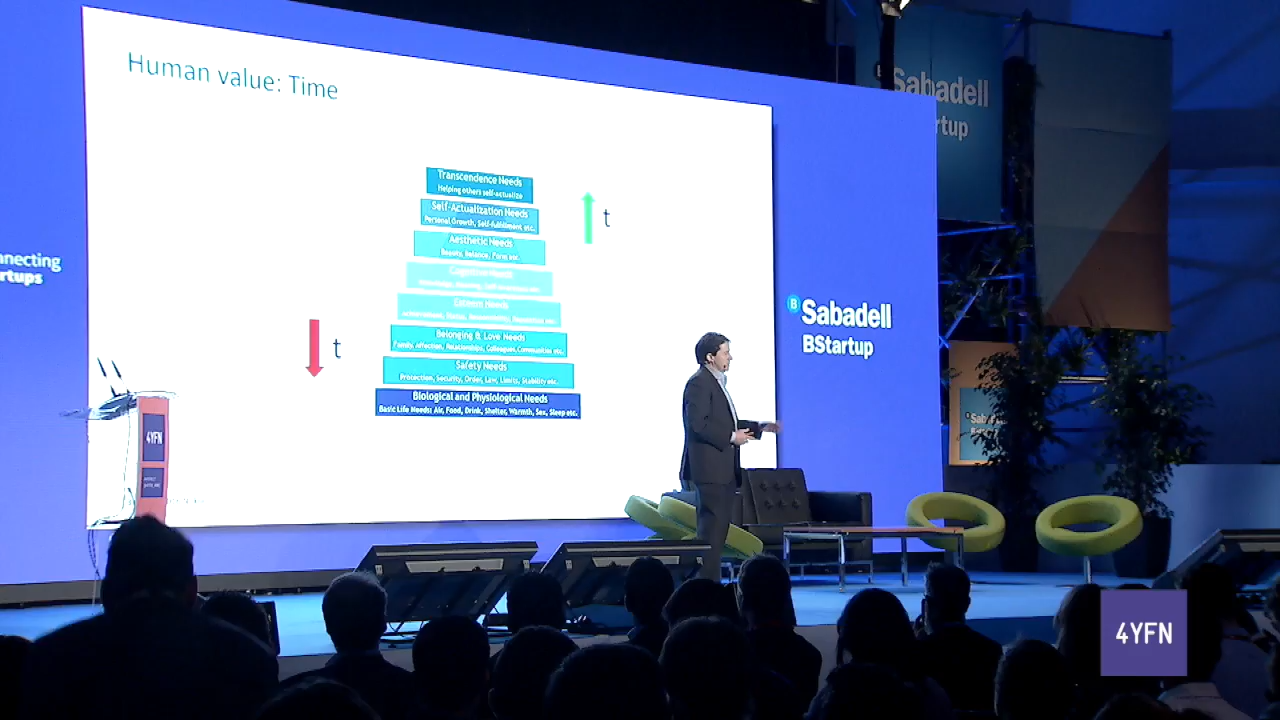 Human value: Time
Transcendence Needs
Helping others self-actualize
Self-Actualization Needs
Personal Growth, Self-fulfilment etc.
Aesthetic Needs
Beauty, Balance, Form etc.
Cognitive Needs
Esteem Needs
Belonging & Love Needs
Family, Affection, Relationships, Colleagues, Communities etc.
Safety Needs
Protection, Security, Order, Law, Limits, Stability etc.
Biological and Physiological Needs
Basic Life Needs: Air, Food, Drink, Shelter, Warmth, Sex, Sleep etc.
t
t
Sabadell
nnecting
rtups
B Sabadell
BStartup
4YFN
4YFN